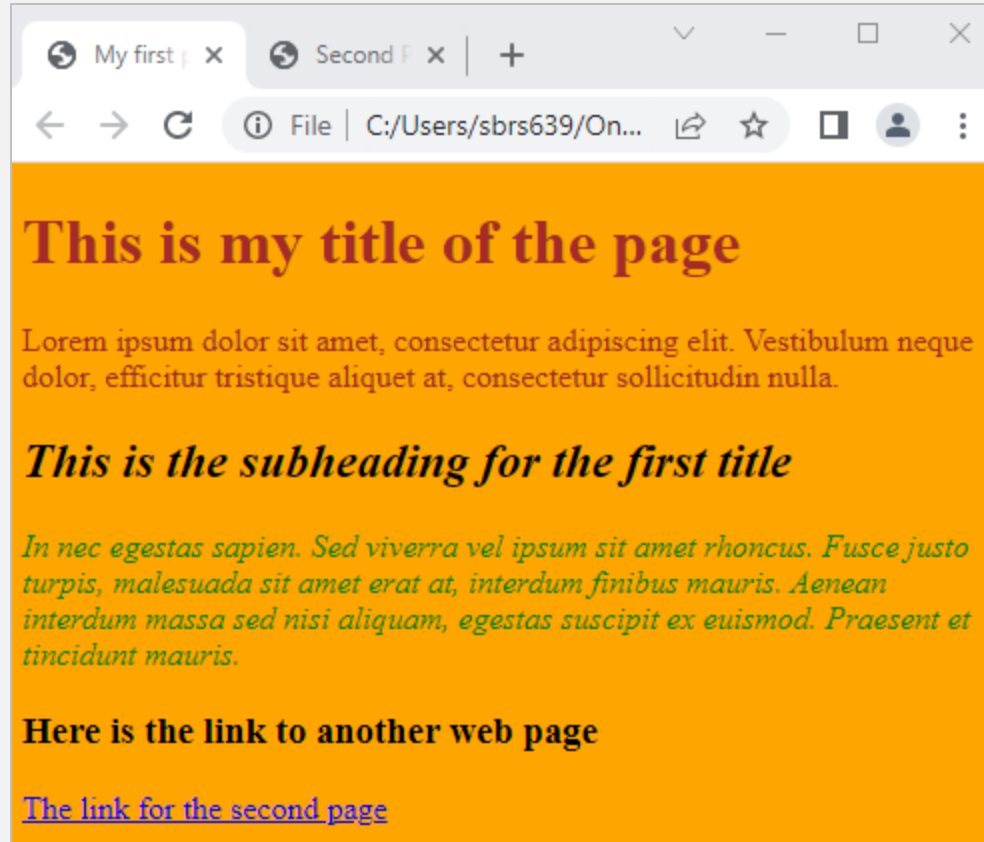 My first
Second
File
C:/Users/sbrs639/On...
This is my title of the page
Lorem ipsum dolor sit amet, consectetur adipiscing elit. Vestibulum neque
dolor, efficitur tristique aliquet at, consectetur sollicitudin nulla.
This is the subheading for the first title
In nec egestas sapien. Sed viverra vel ipsum sit amet rhoncus. Fusce justo
turpis, malesuada sit amet erat at, interdum finibus mauris. Aenean
interdum massa sed nisi aliquam, egestas suscipit ex euismod. Praesent et
tincidunt mauris.
Here is the link to another web page
The link for the second page